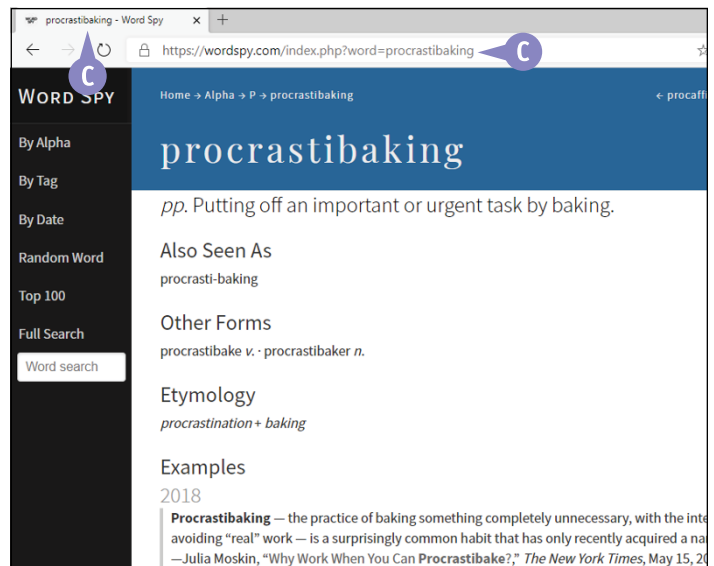 procrastibaking - Word Spy
https://wordspy.com/index.php?word=procrastibaking
C
C
WORD SPY
By Alpha
By Tag
By Date
Random Word
Top 100
Full Search
Word search
Home → Alpha → P → procrastibaking
← procaffi
procrastibaking
pp. Putting off an important or urgent task by baking.
Also Seen As
procrasti-baking
Other Forms
procrastibake v. · procrastibaker n.
Etymology
procrastination + baking
Examples
2018
Procrastibaking — the practice of baking something completely unnecessary, with the inte
avoiding “real” work — is a surprisingly common habit that has only recently acquired a na
—Julia Moskin, “Why Work When You Can Procrastibake?,” The New York Times, May 15, 20